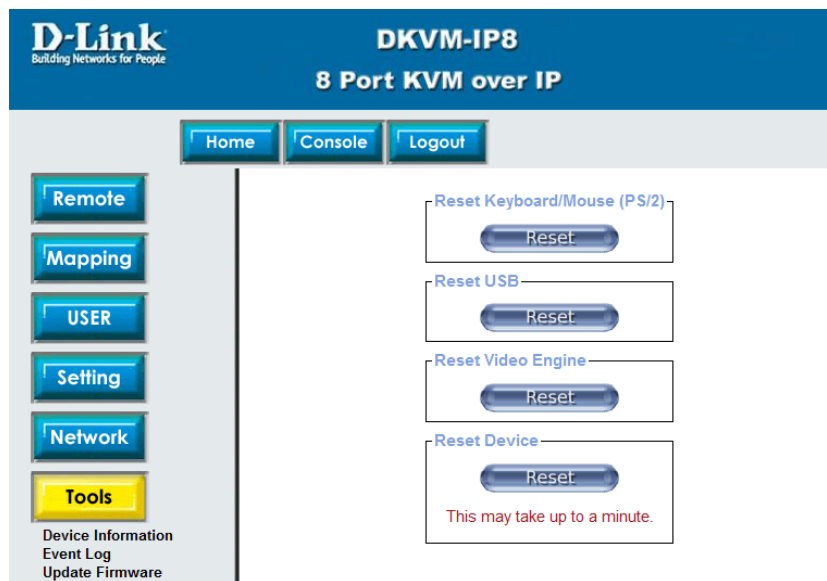 D-Link
Building Networks for People
DKVM-IP8
8 Port KVM over IP
Home
Console
Logout
Remote
Mapping
USER
Setting
Network
Tools
Device Information
Event Log
Update Firmware
Reset Keyboard/Mouse (PS/2)
Reset
Reset USB
Reset
Reset Video Engine
Reset
Reset Device
Reset
This may take up to a minute.